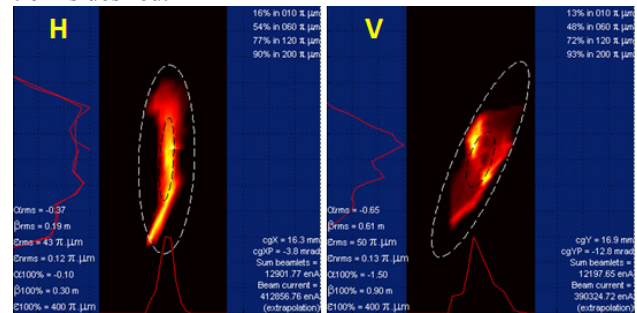 H
16% in 010 π.μm
54% in 060 π.μm
77% in 120 π.μm
90% in 200 π.μm
αrms = -0.37
βrms = 0.19 m
εrms = 43 π.μm
εnrms = 0.12 π.μm
α100% = -0.10
β100% = 0.30 m
ε100% = 400 π.μm
cgX = 16.3 mm
cgXP = -3.8 mrad
Sum beamlets =
12901.77 enA
Beam current =
412856.76 enA
(extrapolation)
V
13% in 010 π.μm
48% in 060 π.μm
72% in 120 π.μm
93% in 200 π.μm
αrms = -0.65
βrms = 0.61 m
εrms = 50 π.μm
εnrms = 0.13 π.μm
α100% = -1.50
β100% = 0.90 m
ε100% = 400 π.μm
cgY = 16.9 mm
cgYP = -12.8 mrad
Sum beamlets =
12197.65 enA
Beam current =
390324.72 enA
(extrapolation)